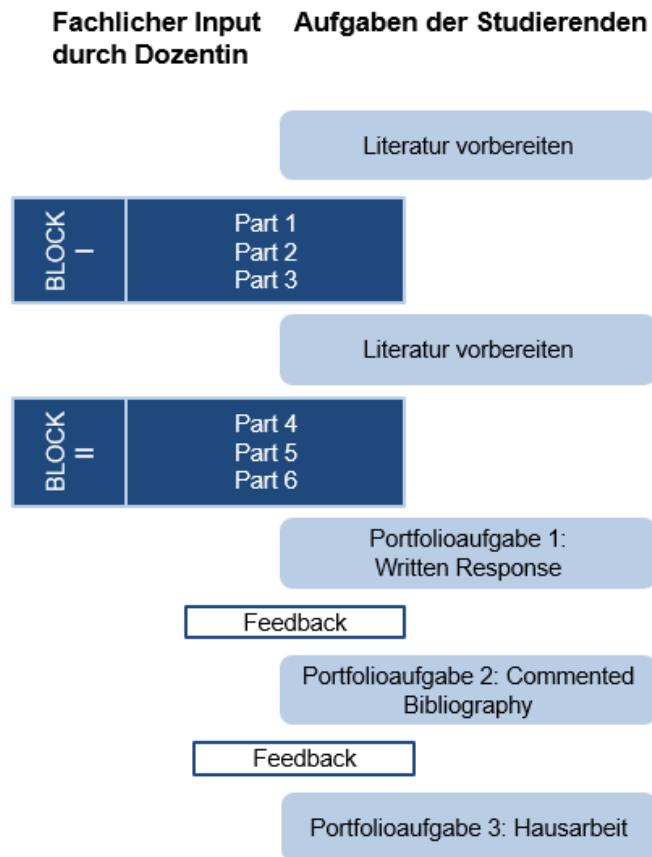 Fachlicher Input
durch Dozentin
Aufgaben der Studierenden
Literatur vorbereiten
BLOCK
I
Part 1
Part 2
Part 3
Literatur vorbereiten
BLOCK
II
Part 4
Part 5
Part 6
Portfolioaufgabe 1:
Written Response
Feedback
Portfolioaufgabe 2: Commented
Bibliography
Feedback
Portfolioaufgabe 3: Hausarbeit